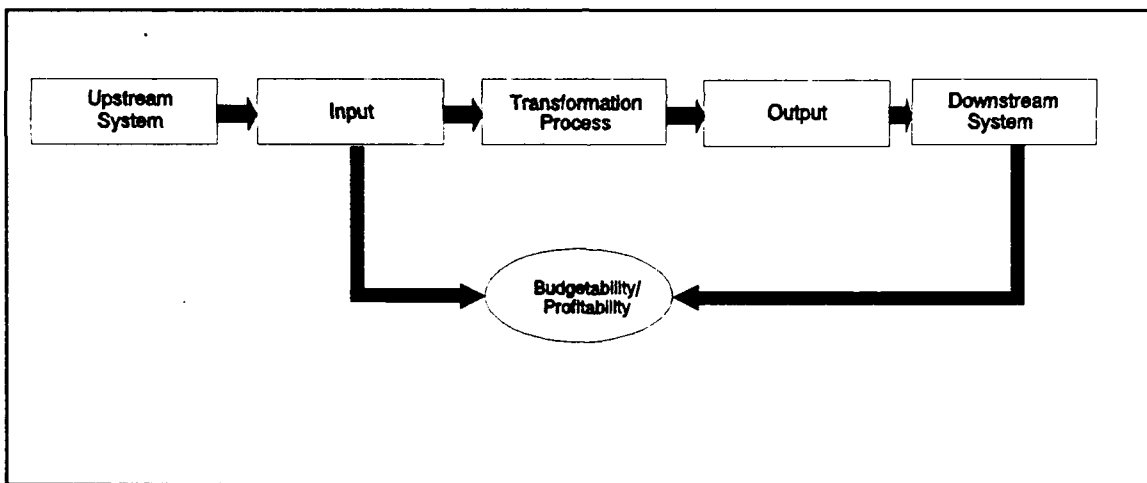 Upstream
System
Input
Transformation
Process
Output
Downstream
System
Budgetability/
Profitability